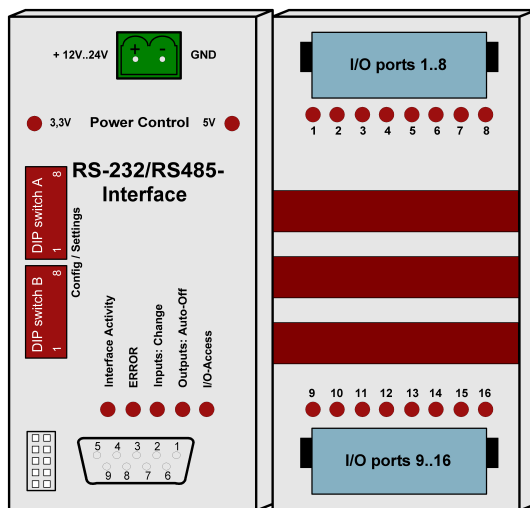 + 12V..24V + - GND
3,3V Power Control 5V
RS-232/RS485-
Interface
DIP switch A
8
1
DIP switch B
8
1
Config / Settings
Interface Activity
ERROR
Inputs: Change
Outputs: Auto-Off
I/O-Access
5 4 3 2 1
9 8 7 6
I/O ports 1..8
1 2 3 4 5 6 7 8
9 10 11 12 13 14 15 16
I/O ports 9..16